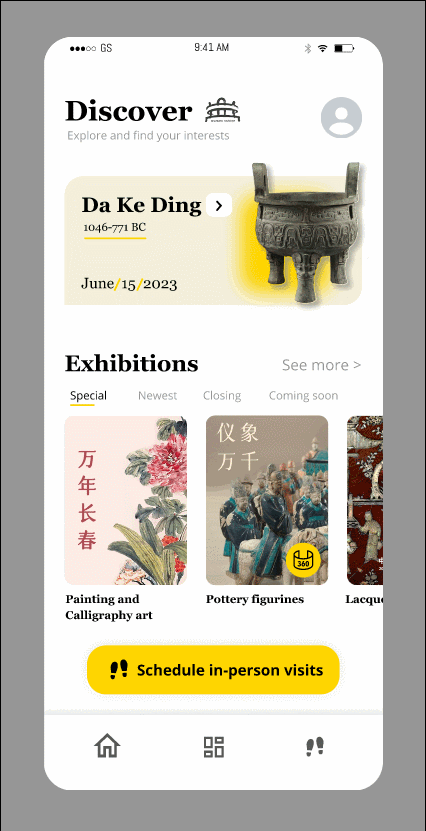 GS
9:41 AM
Discover
Explore and find your interests
Da Ke Ding
1046-771 BC
June/15/2023
Exhibitions
See more >
Special
Newest
Closing
Coming soon
万年长春
仪象
万千
360
Painting and
Calligraphy art
Pottery figurines
Lacque
Schedule in-person visits